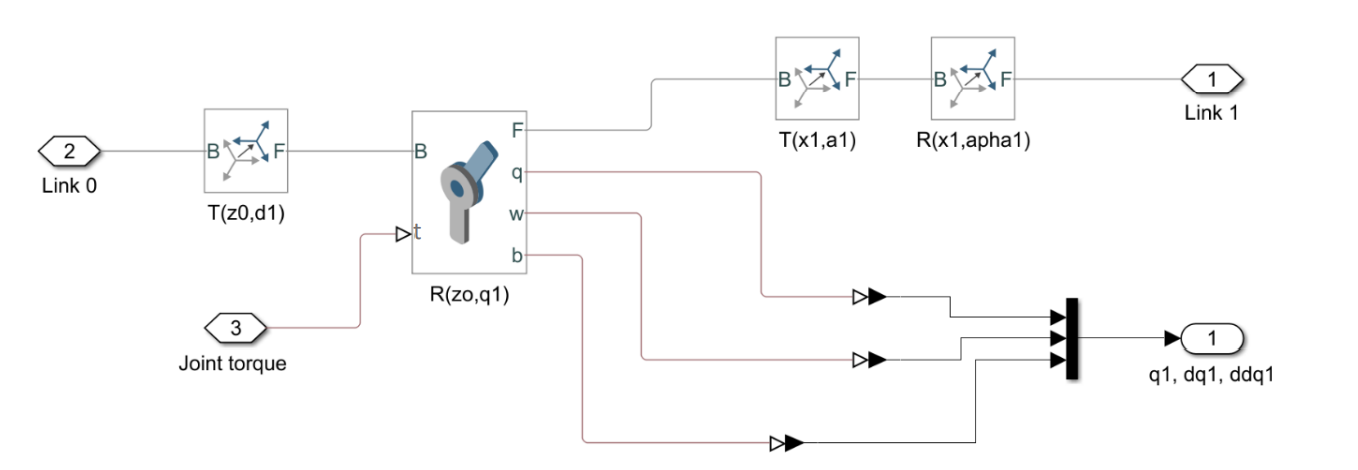 B F
B F
T(x1,a1)
R(x1,apha1)
1
Link 1
2
Link 0
B F
T(z0,d1)
B
t
F
q
w
b
R(zo,q1)
3
Joint torque
1
q1, dq1, ddq1